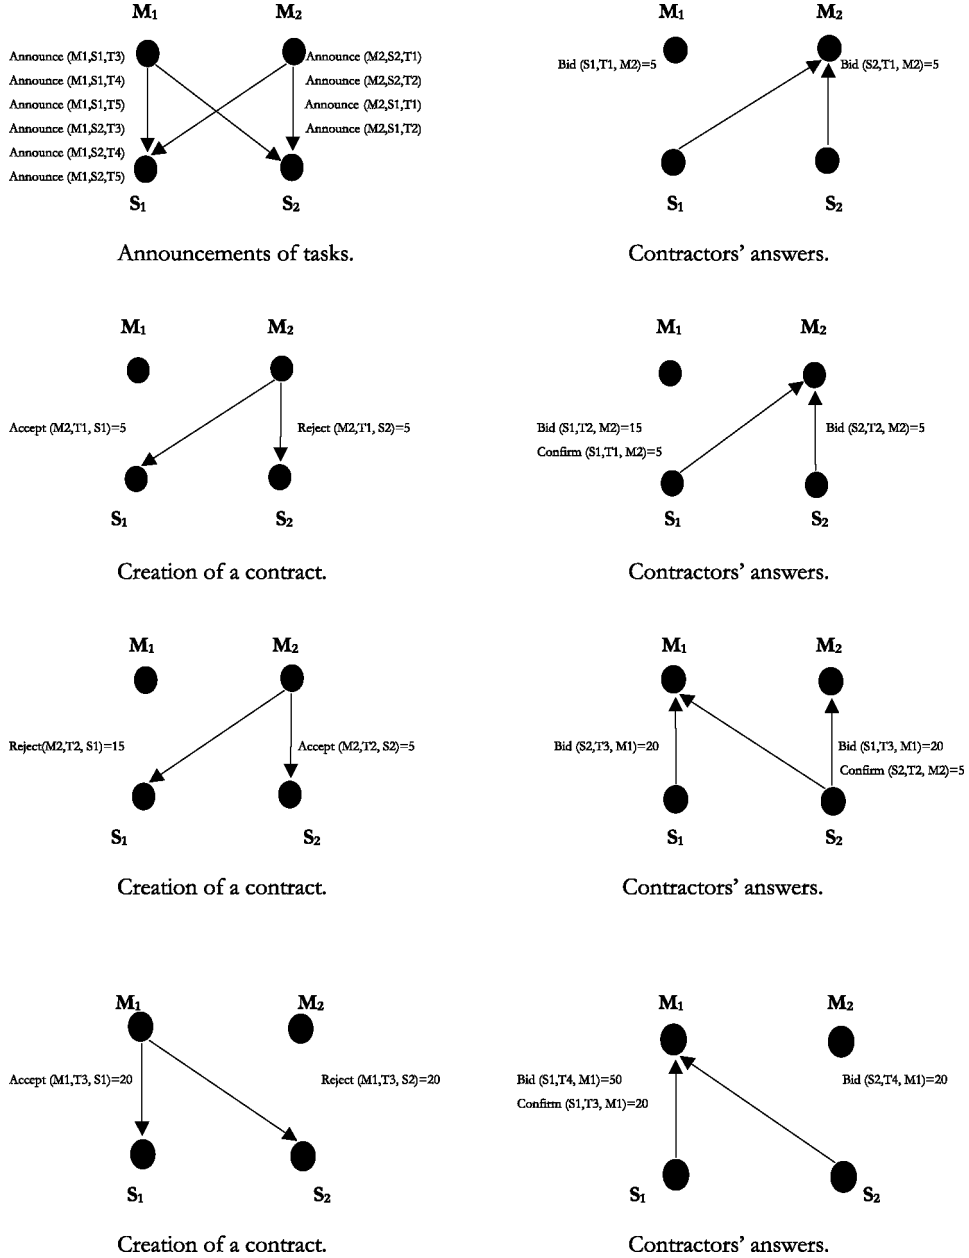 M1 M2
Announce (M1,S1,T3)
Announce (M1,S1,T4)
Announce (M1,S1,T5)
Announce (M1,S2,T3)
Announce (M1,S2,T4)
Announce (M1,S2,T5)
Announce (M2,S2,T1)
Announce (M2,S2,T2)
Announce (M2,S1,T1)
Announce (M2,S1,T2)
S1 S2
Announcements of tasks.
M1 M2
Bid (S1,T1, M2)=5
Bid (S2,T1, M2)=5
S1 S2
Contractors' answers.
M1 M2
Accept (M2,T1, S1)=5
Reject (M2,T1, S2)=5
S1 S2
Creation of a contract.
M1 M2
Bid (S1,T2, M2)=15
Confirm (S1,T1, M2)=5
Bid (S2,T2, M2)=5
S1 S2
Contractors' answers.
M1 M2
Reject(M2,T2, S1)=15
Accept (M2,T2, S2)=5
S1 S2
Creation of a contract.
M1 M2
Bid (S2,T3, M1)=20
Bid (S1,T3, M1)=20
Confirm (S2,T2, M2)=5
S1 S2
Contractors' answers.
M1 M2
Accept (M1,T3, S1)=20
Reject (M1,T3, S2)=20
S1 S2
Creation of a contract.
M1 M2
Bid (S1,T4, M1)=50
Confirm (S1,T3, M1)=20
Bid (S2,T4, M1)=20
S1 S2
Contractors' answers.